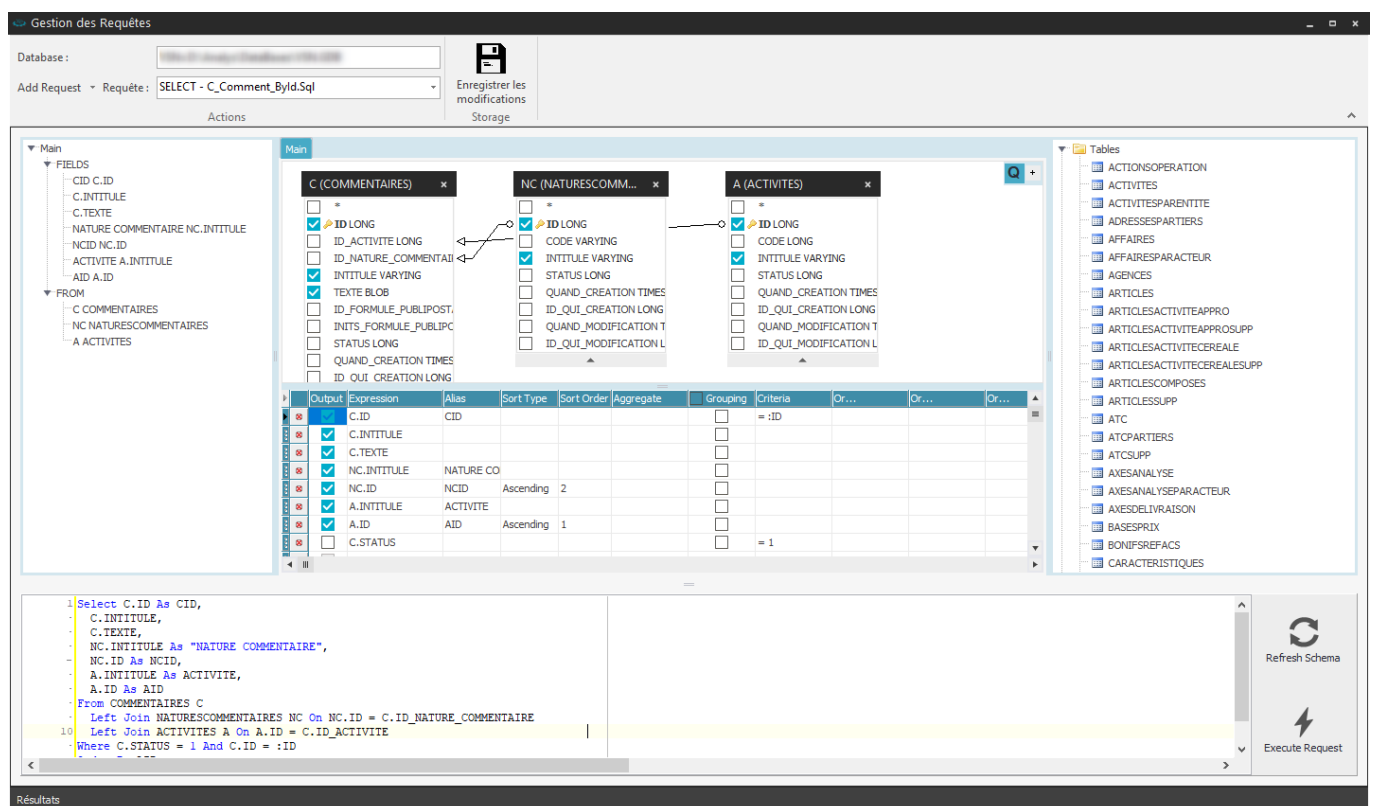 Gestion des Requêtes
Database :
Add Request Requête : SELECT - C_Comment_ById.Sql
Enregistrer les
modifications
Actions
Storage
Main
FIELDS
CID C.ID
C.INTITULE
C.TEXTE
NATURE COMMENTAIRE NC.INTITULE
NCID NC.ID
ACTIVITE A.INTITULE
AID A.ID
FROM
C COMMENTAIRES
NC NATURESCOMMENTAIRES
A ACTIVITES
Main
Q +
C (COMMENTAIRES) ×
*
ID LONG
ID_ACTIVITE LONG
ID_NATURE_COMMENTAI
INTITULE VARYING
TEXTE BLOB
ID_FORMULE_PUBLIPOST
INITS_FORMULE_PUBLIPO
STATUS LONG
QUAND_CREATION TIMES
ID_QUI_CREATION LONG
NC (NATURESCOMM... ×
*
ID LONG
CODE VARYING
INTITULE VARYING
STATUS LONG
QUAND_CREATION TIMES
ID_QUI_CREATION LONG
QUAND_MODIFICATION T
ID_QUI_MODIFICATION L
A (ACTIVITES) ×
*
ID LONG
CODE LONG
INTITULE VARYING
STATUS LONG
QUAND_CREATION TIMES
ID_QUI_CREATION LONG
QUAND_MODIFICATION T
ID_QUI_MODIFICATION L
Output Expression Alias Sort Type Sort Order Aggregate Grouping Criteria Or... Or... Or...
C.ID CID = :ID
C.INTITULE
C.TEXTE
NC.INTITULE NATURE CO
NC.ID NCID Ascending 2
A.INTITULE ACTIVITE
A.ID AID Ascending 1
C.STATUS = 1
Tables
ACTIONSOPERATION
ACTIVITES
ACTIVITESPARENTITE
ADRESSESPARTIERS
AFFAIRES
AFFAIRESPARACTEUR
AGENCES
ARTICLES
ARTICLESACTIVITEAPPRO
ARTICLESACTIVITEAPPROSUPP
ARTICLESACTIVITECEREALE
ARTICLESACTIVITECEREALESUPP
ARTICLESCOMPOSES
ARTICLESSUPP
ATC
ATCPARTIERS
ATCSUPP
AXESANALYSE
AXESANALYSEPARACTEUR
AXESDELIVRAISON
BASESPRIX
BONIFSREFACS
CARACTERISTIQUES
1 Select C.ID As CID,
C.INTITULE,
C.TEXTE,
NC.INTITULE As "NATURE COMMENTAIRE",
NC.ID As NCID,
A.INTITULE As ACTIVITE,
A.ID As AID
From COMMENTAIRES C
Left Join NATURESCOMMENTAIRES NC On NC.ID = C.ID_NATURE_COMMENTAIRE
10 Left Join ACTIVITES A On A.ID = C.ID_ACTIVITE
Where C.STATUS = 1 And C.ID = :ID
Refresh Schema
Execute Request
Résultats